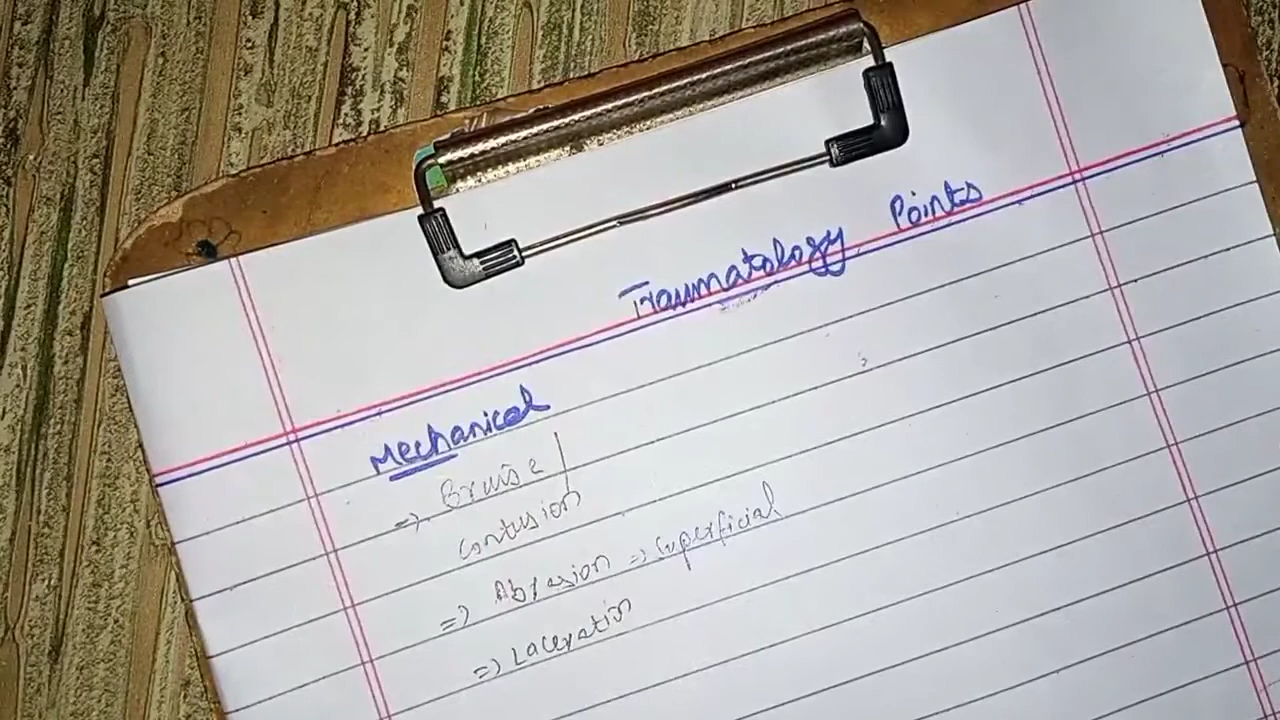 Traumatology Points
Mechanical
=> Bruise /
contusion
=> Abrasion => Superficial
=> Laceration